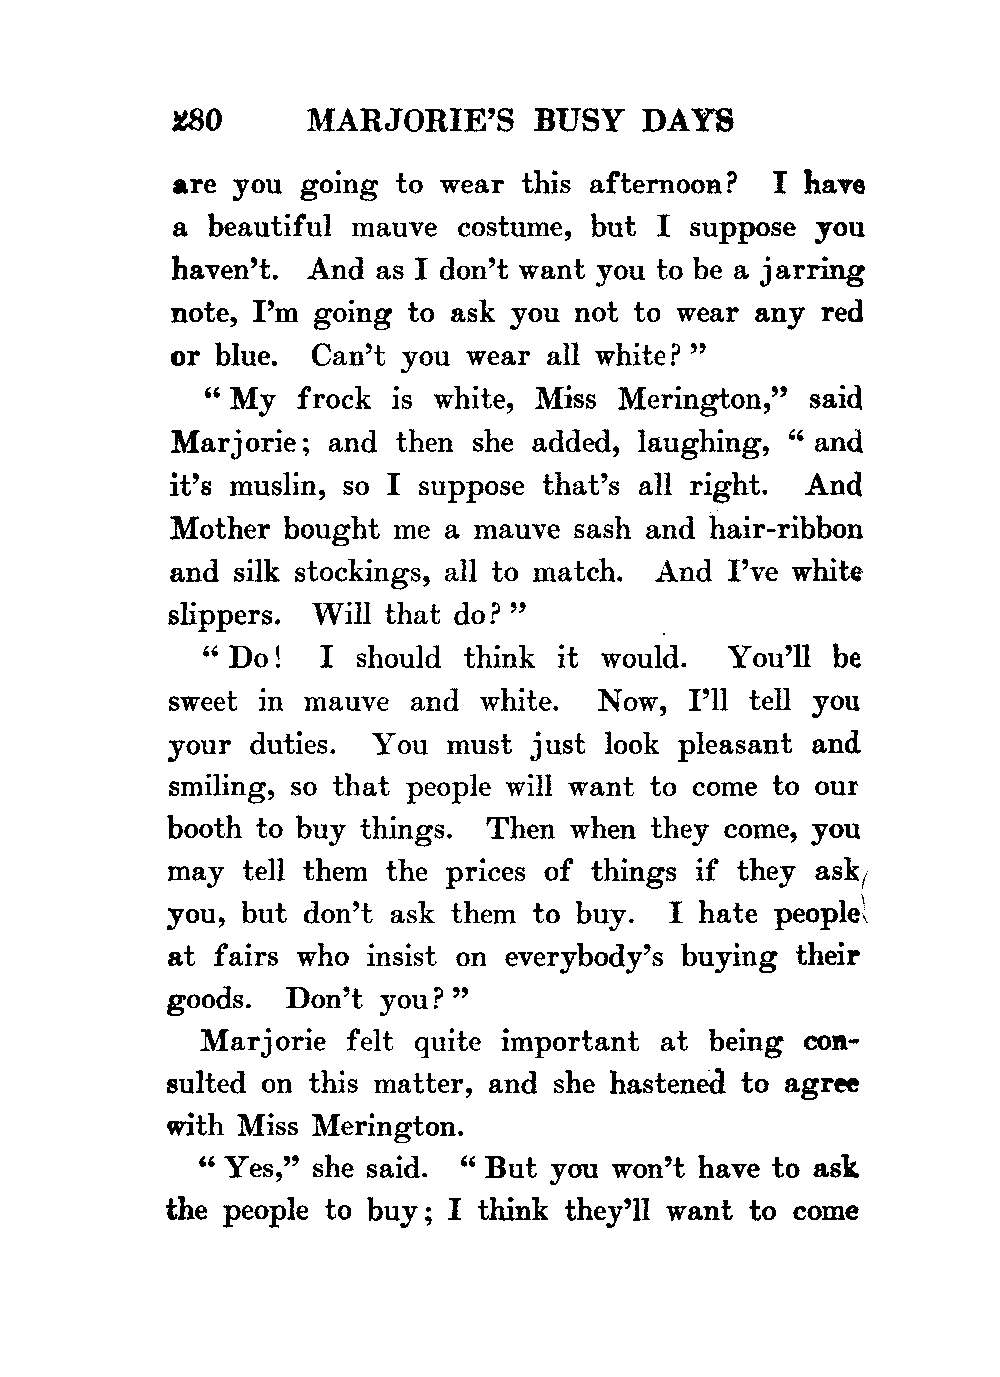 280 MARJORIE'S BUSY DAYS
are you going to wear this afternoon? I have
a beautiful mauve costume, but I suppose you
haven't. And as I don't want you to be a jarring
note, I'm going to ask you not to wear any red
or blue. Can't you wear all white?"
"My frock is white, Miss Merington," said
Marjorie; and then she added, laughing, "and
it's muslin, so I suppose that's all right. And
Mother bought me a mauve sash and hair-ribbon
and silk stockings, all to match. And I've white
slippers. Will that do?"
"Do! I should think it would. You'll be
sweet in mauve and white. Now, I'll tell you
your duties. You must just look pleasant and
smiling, so that people will want to come to our
booth to buy things. Then when they come, you
may tell them the prices of things if they ask
you, but don't ask them to buy. I hate people
at fairs who insist on everybody's buying their
goods. Don't you?"
Marjorie felt quite important at being con-
sulted on this matter, and she hastened to agree
with Miss Merington.
"Yes," she said. "But you won't have to ask
the people to buy; I think they'll want to come